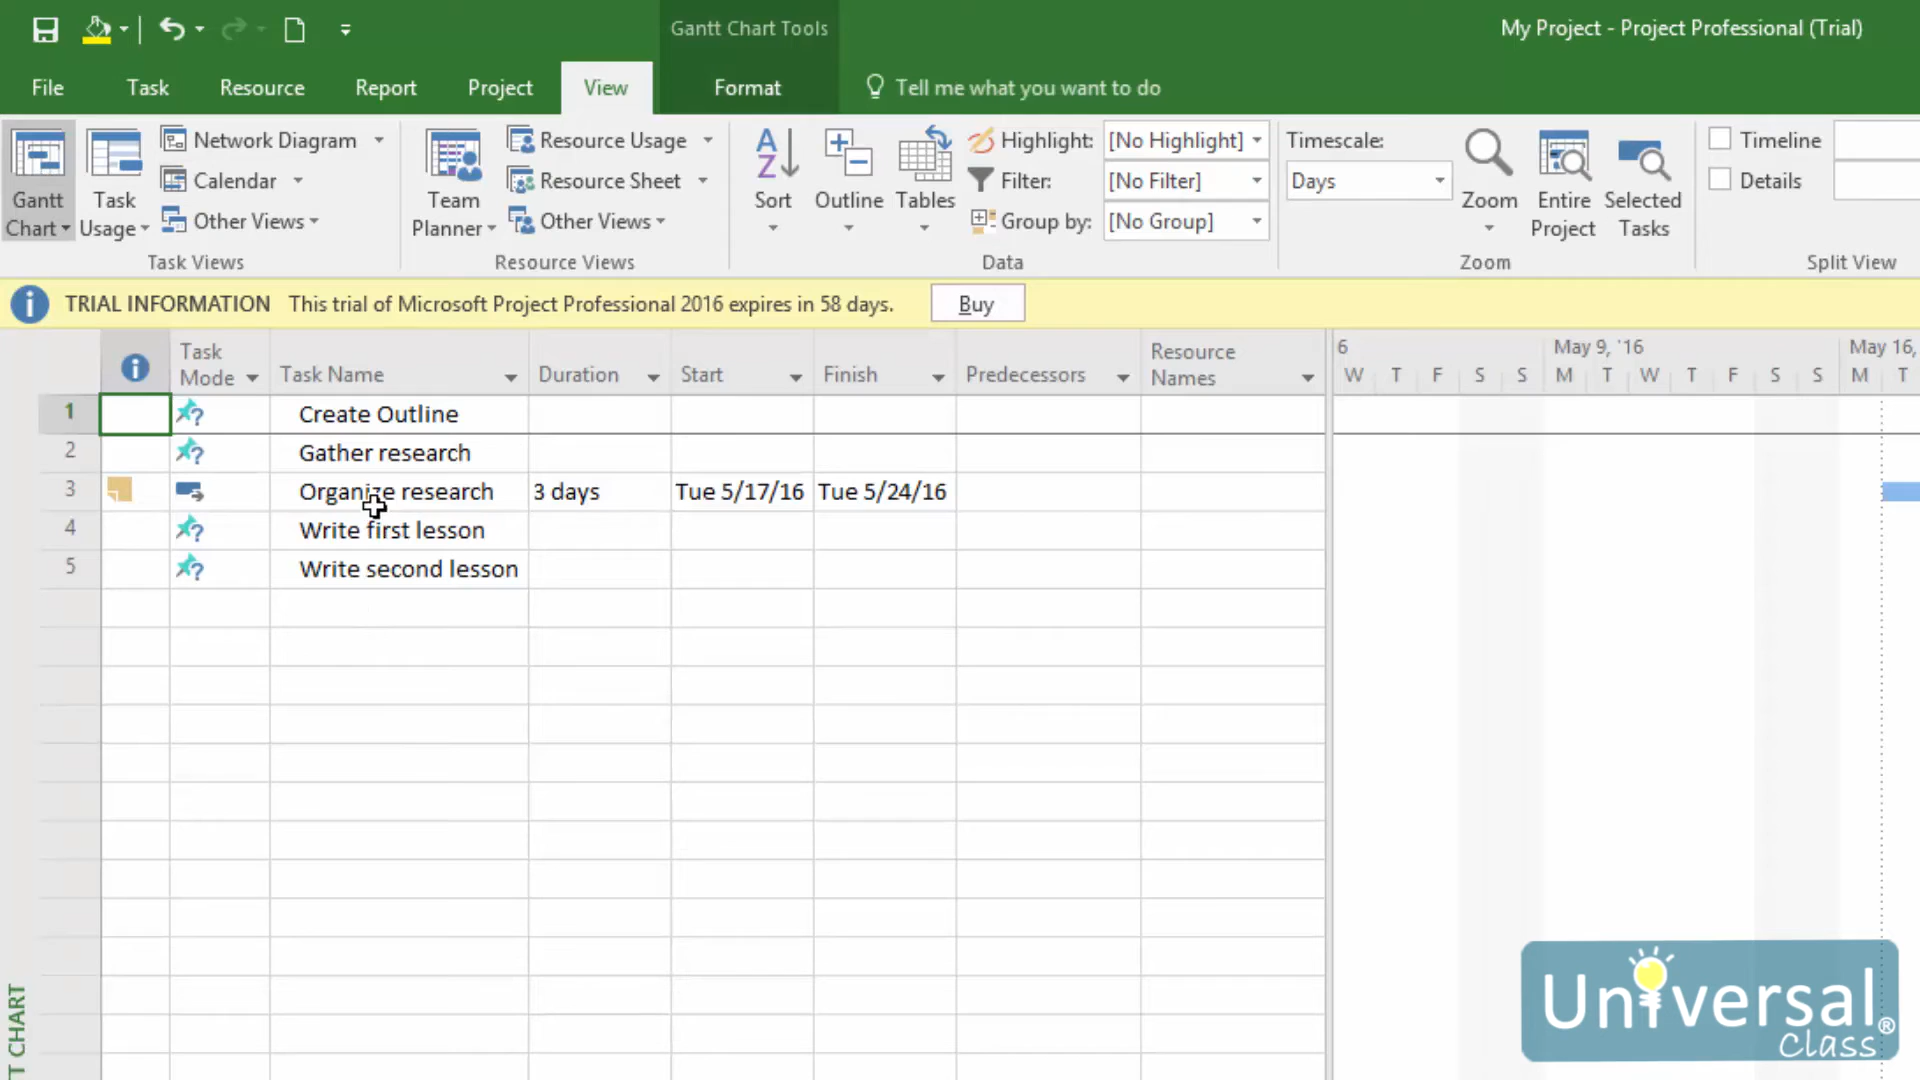 Gantt Chart Tools
My Project - Project Professional (Trial)
File Task Resource Report Project View Format Tell me what you want to do
Gantt Chart
Task Usage
Network Diagram
Calendar
Other Views
Task Views
Team Planner
Resource Usage
Resource Sheet
Other Views
Resource Views
A
Z
Sort
Outline
Tables
Highlight: [No Highlight]
Filter: [No Filter]
Group by: [No Group]
Data
Timescale:
Days
Zoom
Entire Project
Selected Tasks
Zoom
Timeline
Details
Split View
TRIAL INFORMATION This trial of Microsoft Project Professional 2016 expires in 58 days. Buy
Task Mode Task Name Duration Start Finish Predecessors Resource Names
6 May 9, '16 May 16,
W T F S S M T W T F S S M T
1 Create Outline
2 Gather research
3 Organize research 3 days Tue 5/17/16 Tue 5/24/16
4 Write first lesson
5 Write second lesson
T CHART
Universal®
Class